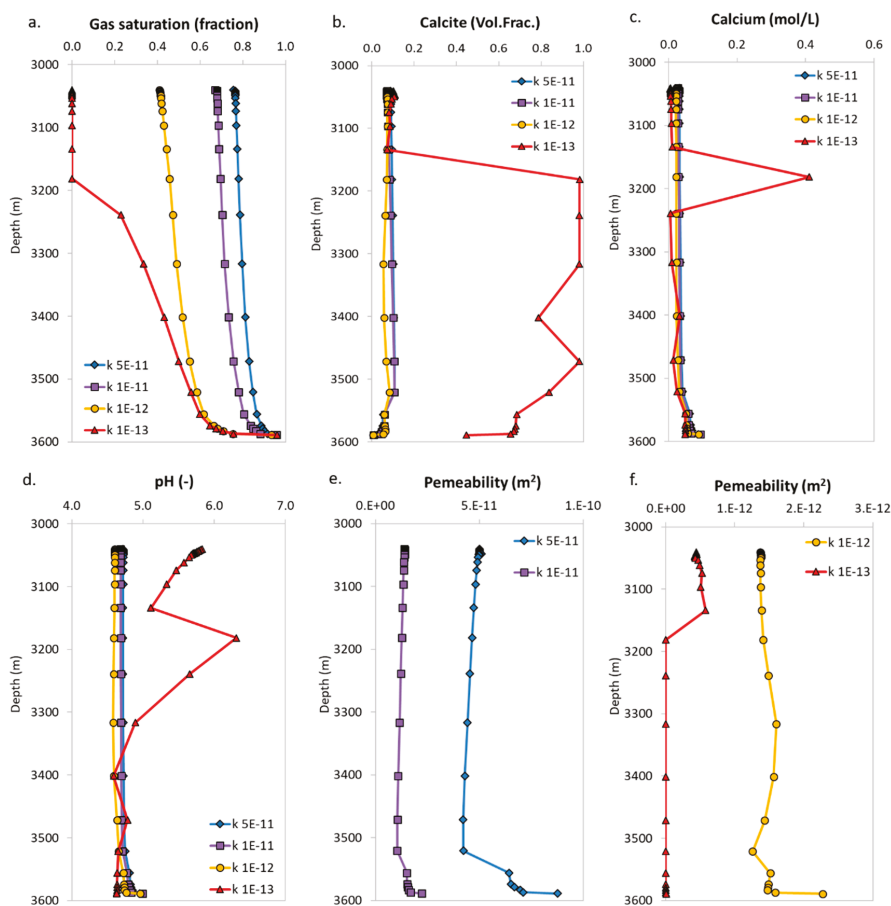 a.
Gas saturation (fraction)
0.0 0.2 0.4 0.6 0.8 1.0
3000
3100
3200
3300
3400
3500
3600
Depth (m)
k 5E-11
k 1E-11
k 1E-12
k 1E-13
b.
Calcite (Vol.Frac.)
0.0 0.2 0.4 0.6 0.8 1.0
3000
3100
3200
3300
3400
3500
3600
Depth (m)
k 5E-11
k 1E-11
k 1E-12
k 1E-13
c.
Calcium (mol/L)
0.0 0.2 0.4 0.6
3000
3100
3200
3300
3400
3500
3600
Depth (m)
k 5E-11
k 1E-11
k 1E-12
k 1E-13
d.
pH (-)
4.0 5.0 6.0 7.0
3000
3100
3200
3300
3400
3500
3600
Depth (m)
k 5E-11
k 1E-11
k 1E-12
k 1E-13
e.
Pemeability (m²)
0.E+00 5.E-11 1.E-10
3000
3100
3200
3300
3400
3500
3600
Depth (m)
k 5E-11
k 1E-11
f.
Pemeability (m²)
0.E+00 1.E-12 2.E-12 3.E-12
3000
3100
3200
3300
3400
3500
3600
Depth (m)
k 1E-12
k 1E-13